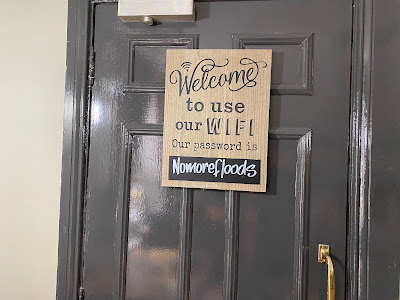 Welcome
to use
our WIFI
Our password is
Nomorefloods